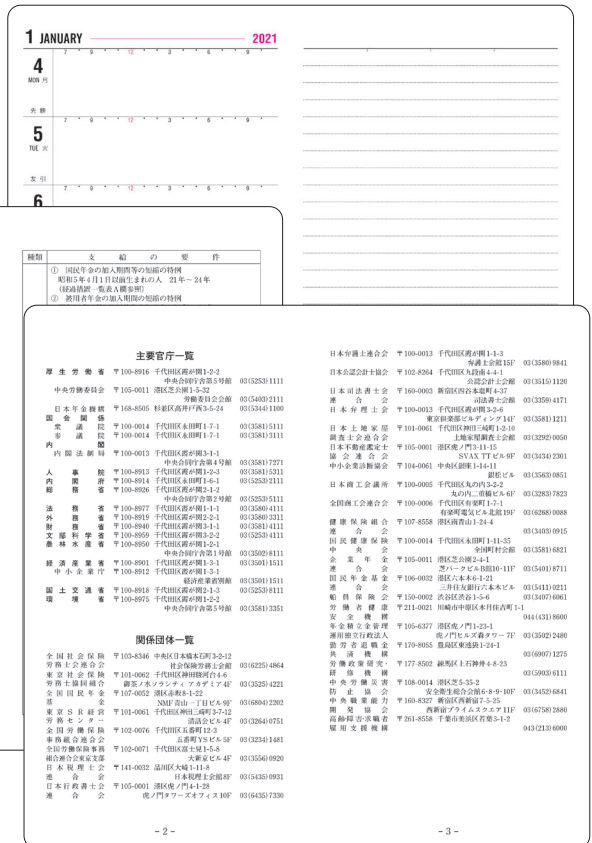 1 JANUARY 2021
7 ・ 9 ・ 12 ・ ・ 3 ・ ・ 6 ・ ・ 9 ・
4
MON 月
先 勝
7 ・ 9 ・ 12 ・ ・ 3 ・ ・ 6 ・ ・ 9 ・
5
TUE 火
友 引
7 ・ 9 ・ 12 ・ ・ 3 ・ ・ 6 ・ ・ 9 ・
6
種類 支 給 の 要 件
① 国民年金の加入期間等の短縮の特例
昭和5年4月1日以前生まれの人 21年～24年
(経過措置一覧表A欄参照)
② 被用者年金の加入期間の短縮の特例
主要官庁一覧
厚生労働省 〒100-8916 千代田区霞が関1-2-2
中央合同庁舎第5号館 03(5253)1111
中央労働委員会 〒105-0011 港区芝公園1-5-32
労働委員会会館 03(5403)2111
日本年金機構 〒168-8505 杉並区高井戸西3-5-24 03(5344)1100
国会関係
衆議院 〒100-0014 千代田区永田町1-7-1 03(3581)5111
参議院 〒100-0014 千代田区永田町1-7-1 03(3581)3111
内閣
内閣法制局 〒100-0013 千代田区霞が関3-1-1
中央合同庁舎第4号館 03(3581)7271
人事院 〒100-8913 千代田区霞が関1-2-3 03(3581)5311
内閣府 〒100-8914 千代田区永田町1-6-1 03(5253)2111
総務省 〒100-8926 千代田区霞が関2-1-2
中央合同庁舎第2号館 03(5253)5111
法務省 〒100-8977 千代田区霞が関1-1-1 03(3580)4111
外務省 〒100-8919 千代田区霞が関2-2-1 03(3580)3311
財務省 〒100-8940 千代田区霞が関3-1-1 03(3581)4111
文部科学省 〒100-8959 千代田区霞が関3-2-2 03(5253)4111
農林水産省 〒100-8950 千代田区霞が関1-2-1
中央合同庁舎第1号館 03(3502)8111
経済産業省 〒100-8901 千代田区霞が関1-3-1 03(3501)1511
中小企業庁 〒100-8912 千代田区霞が関1-3-1
経済産業省別館 03(3501)1511
国土交通省 〒100-8918 千代田区霞が関2-1-3 03(5253)8111
環境省 〒100-8975 千代田区霞が関1-2-2
中央合同庁舎第5号館 03(3581)3351
関係団体一覧
全国社会保険 〒103-8346 中央区日本橋本石町3-2-12
労務士会連合会 社会保険労務士会館 03(6225)4864
東京社会保険 〒101-0062 千代田区神田駿河台4-6
労務士協同組合 御茶ノ水ソラシティアカデミア4F 03(3525)4221
全国国民年金 〒107-0052 港区赤坂8-1-22
基金 NMF青山一丁目ビル9F 03(6804)2202
東京SR経営 〒101-0061 千代田区神田三崎町3-7-12
労務センター 清話会ビル4F 03(3264)0751
全国労働保険 〒102-0076 千代田区五番町12-3
事務組合連合会 五番町YSビル5F 03(3234)1481
全国労働保険事務 〒102-0071 千代田区富士見1-5-8
組合連合会東京支部 大新京ビル4F 03(3556)0920
日本税理士会 〒141-0032 品川区大崎1-11-8
連合会 日本税理士会館8F 03(5435)0931
日本行政書士会 〒105-0001 港区虎ノ門4-1-28
連合会 虎ノ門タワーズオフィス10F 03(6435)7330
－2－
日本弁護士連合会 〒100-0013 千代田区霞が関1-1-3
弁護士会館15F 03(3580)9841
日本公認会計士協会 〒102-8264 千代田区九段南4-4-1
公認会計士会館 03(3515)1120
日本司法書士会 〒160-0003 新宿区四谷本塩町4-37
連合会 司法書士会館 03(3359)4171
日本弁理士会 〒100-0013 千代田区霞が関3-2-6
東京倶楽部ビルディング14F 03(3581)1211
日本土地家屋 〒101-0061 千代田区神田三崎町1-2-10
調査士会連合会 土地家屋調査士会館 03(3292)0050
日本不動産鑑定士 〒105-0001 港区虎ノ門3-11-15
協会連合会 SVAX TTビル9F 03(3434)2301
中小企業診断協会 〒104-0061 中央区銀座1-14-11
銀松ビル 03(3563)0851
日本商工会議所 〒100-0005 千代田区丸の内3-2-2
丸の内二重橋ビル6F 03(3283)7823
全国商工会連合会 〒100-0006 千代田区有楽町1-7-1
有楽町電気ビル北館19F 03(6268)0088
健康保険組合 〒107-8558 港区南青山1-24-4
連合会 03(3403)0915
国民健康保険 〒100-0014 千代田区永田町1-11-35
中央会 全国町村会館 03(3581)6821
企業年金 〒105-0011 港区芝公園2-4-1
連合会 芝パークビルB館10-11F 03(5401)8711
国民年金基金 〒106-0032 港区六本木6-1-21
連合会 三井住友銀行六本木ビル 03(5411)0211
船員保険会 〒150-0002 渋谷区渋谷1-5-6 03(3407)6061
労働者健康 〒211-0021 川崎市中原区木月住吉町1-1
安全機構 044(431)8600
年金積立金管理 〒105-6377 港区虎ノ門1-23-1
運用独立行政法人 虎ノ門ヒルズ森タワー7F 03(3502)2480
勤労者退職金 〒170-8055 豊島区東池袋1-24-1
共済機構 03(6907)1275
労働政策研究・ 〒177-8502 練馬区上石神井4-8-23
研修機構 03(5903)6111
中央労働災害 〒108-0014 港区芝5-35-2
防止協会 安全衛生総合会館6・8・9・10F 03(3452)6841
中央職業能力 〒160-8327 新宿区西新宿7-5-25
開発協会 西新宿プライムスクエア11F 03(6758)2880
高齢・障害・求職者 〒261-8558 千葉市美浜区若葉3-1-2
雇用支援機構 043(213)6000
－3－